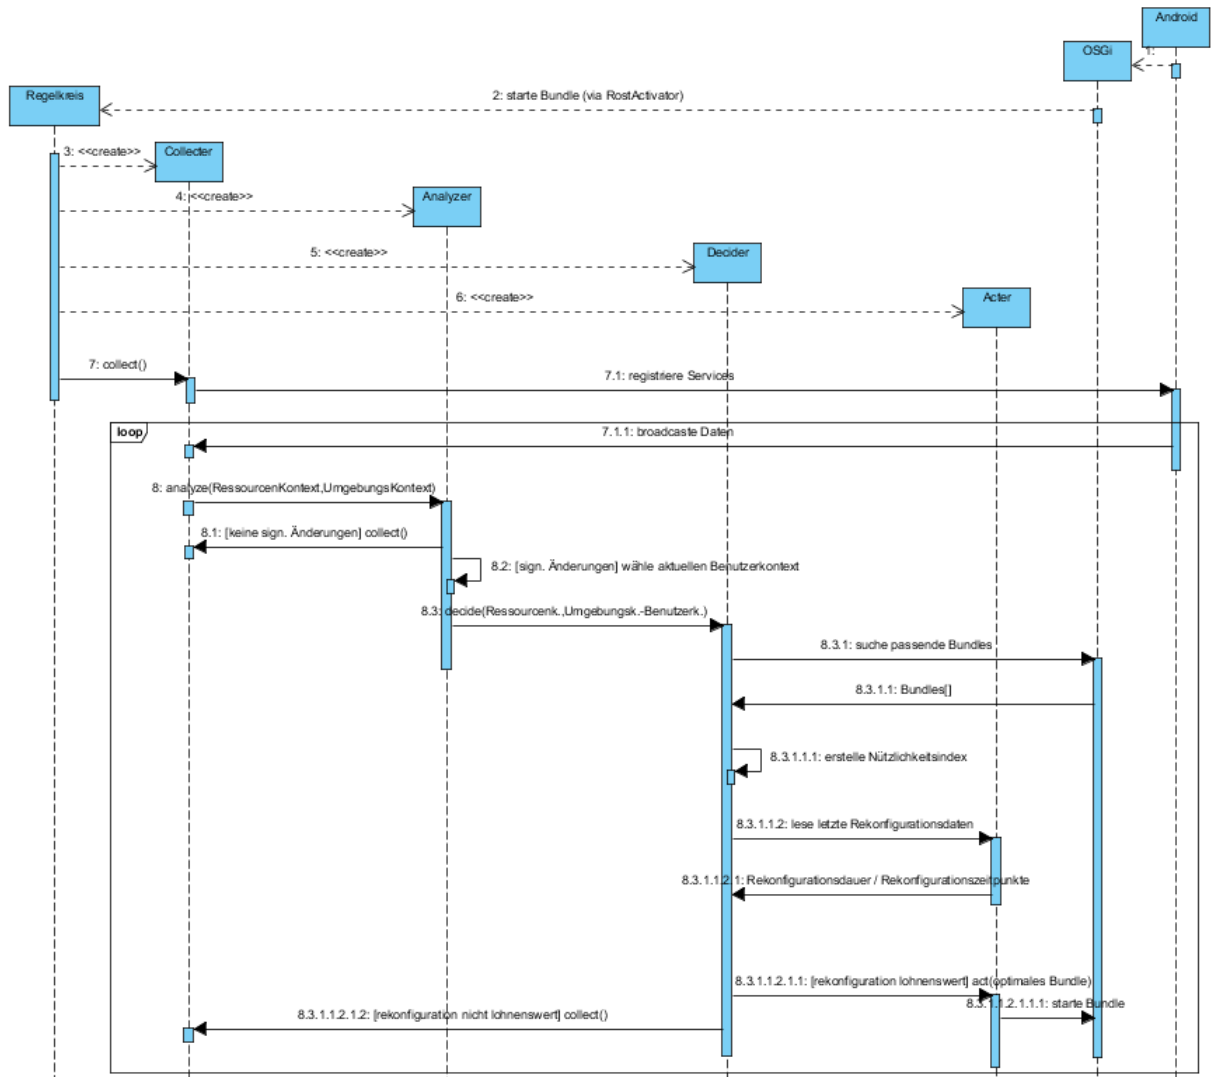 Android
OSGi
1:
Regelkreis
2: starte Bundle (via RostActivator)
3: <<create>>
Collecter
4: <<create>>
Analyzer
5: <<create>>
Decider
6: <<create>>
Acter
7: collect()
7.1: registriere Services
loop
7.1.1: broadcaste Daten
8: analyze(RessourcenKontext,UmgebungsKontext)
8.1: [keine sign. Änderungen] collect()
8.2: [sign. Änderungen] wähle aktuellen Benutzerkontext
8.3: decide(Ressourcenk.,Umgebungsk.-Benutzerk.)
8.3.1: suche passende Bundles
8.3.1.1: Bundles[]
8.3.1.1.1: erstelle Nützlichkeitsindex
8.3.1.1.2: lese letzte Rekonfigurationsdaten
8.3.1.1.2.1: Rekonfigurationsdauer / Rekonfigurationszeitpunkte
8.3.1.1.2.1.1: [rekonfiguration lohnenswert] act(optimales Bundle)
8.3.1.1.2.1.1.1: starte Bundle
8.3.1.1.2.1.2: [rekonfiguration nicht lohnenswert] collect()